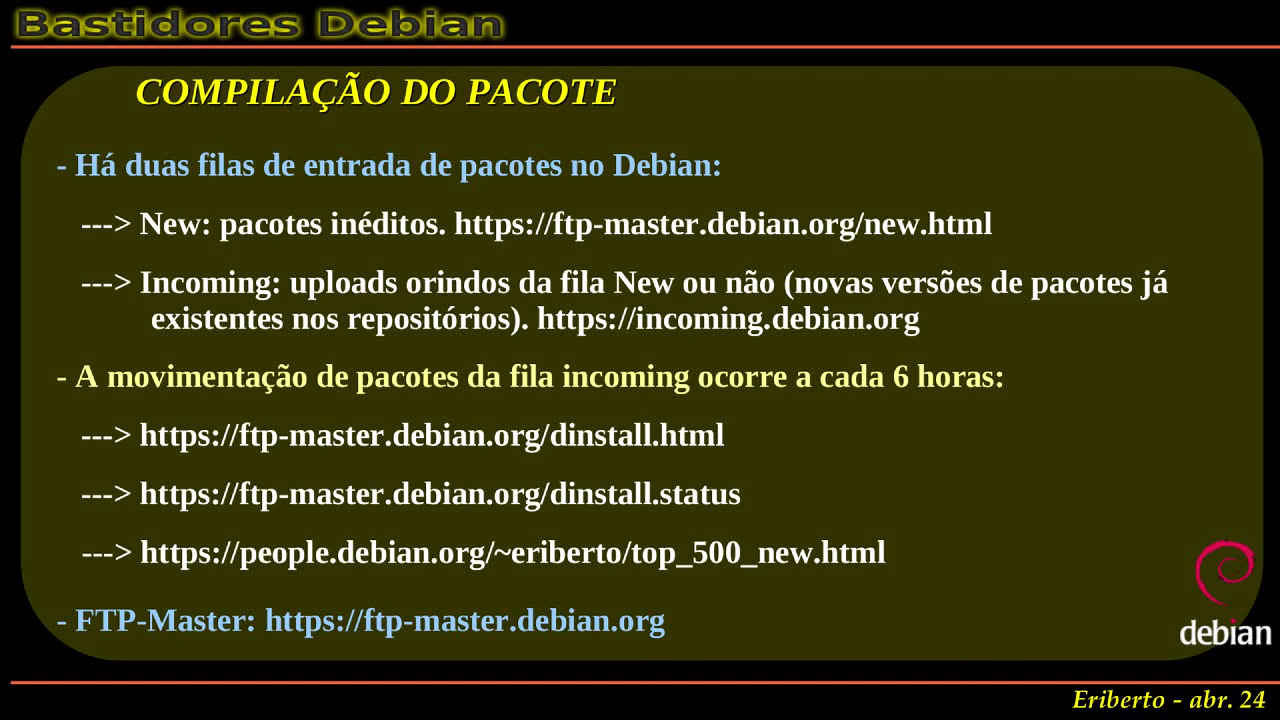 Bastidores Debian
COMPILAÇÃO DO PACOTE
- Há duas filas de entrada de pacotes no Debian:
---> New: pacotes inéditos. https://ftp-master.debian.org/new.html
---> Incoming: uploads orindos da fila New ou não (novas versões de pacotes já
existentes nos repositórios). https://incoming.debian.org
- A movimentação de pacotes da fila incoming ocorre a cada 6 horas:
---> https://ftp-master.debian.org/dinstall.html
---> https://ftp-master.debian.org/dinstall.status
---> https://people.debian.org/~eriberto/top_500_new.html
- FTP-Master: https://ftp-master.debian.org
debian
Eriberto - abr. 24